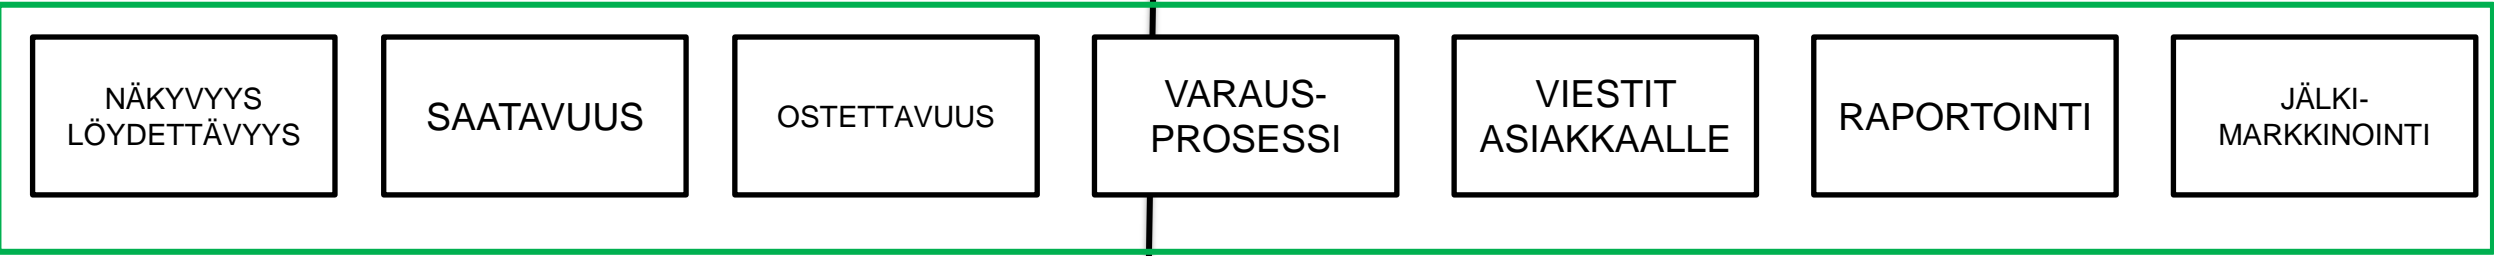 NÄKYVYYS
LÖYDETTÄVYYS
SAATAVUUS
OSTETTAVUUS
VARAUS-
PROSESSI
VIESTIT
ASIAKKAALLE
RAPORTOINTI
JÄLKI-
MARKKINOINTI